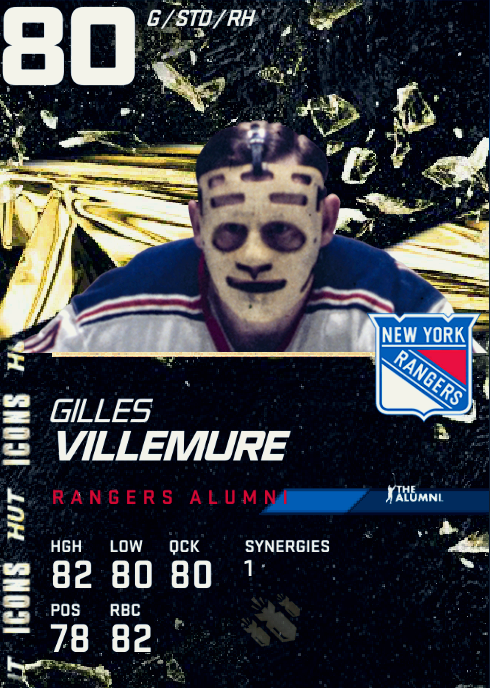 80
G / STD / RH
NEW YORK
RANGERS
GILLES
VILLEMURE
RANGERS ALUMNI
THE
ALUMNI
HGH LOW QCK SYNERGIES
82 80 80 1
POS RBC
78 82
HUT ICONS HUT ICONS